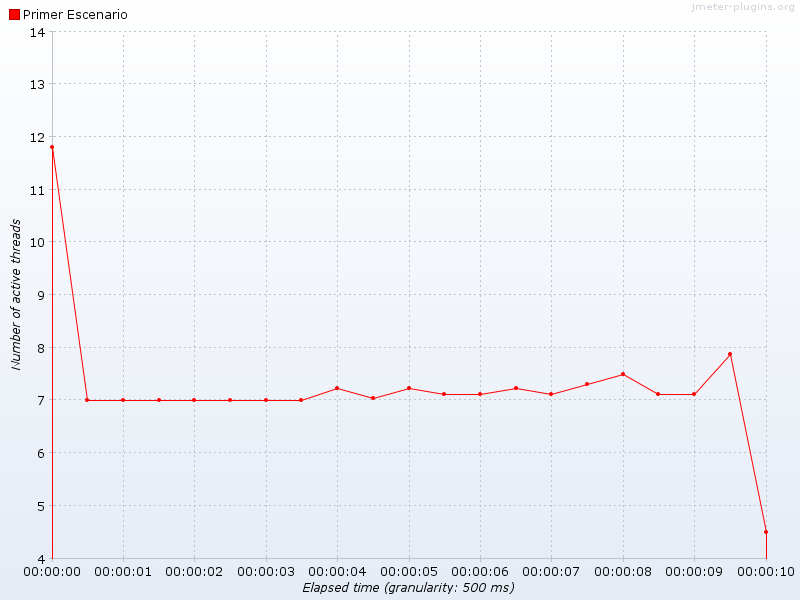 jmeter-plugins.org
Primer Escenario
14
13
12
11
10
9
8
7
6
5
4
Number of active threads
00:00:00 00:00:01 00:00:02 00:00:03 00:00:04 00:00:05 00:00:06 00:00:07 00:00:08 00:00:09 00:00:10
Elapsed time (granularity: 500 ms)